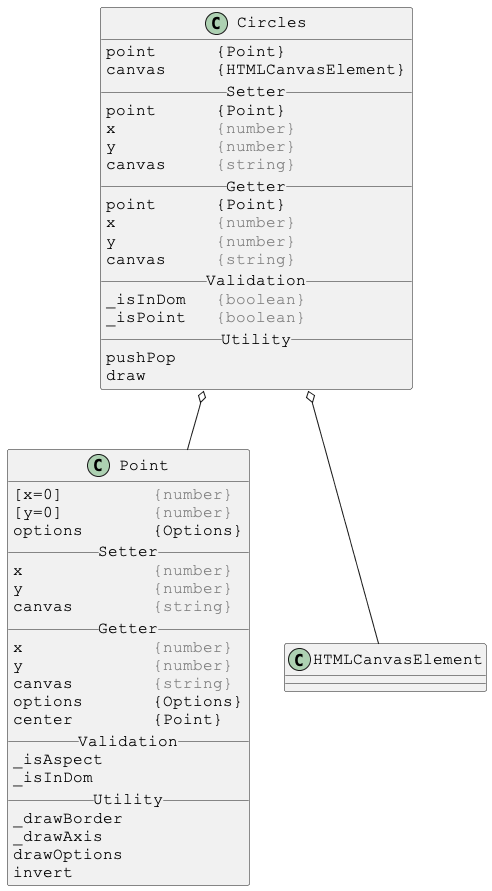 C Circles
point {Point}
canvas {HTMLCanvasElement}
Setter
point {Point}
x {number}
y {number}
canvas {string}
Getter
point {Point}
x {number}
y {number}
canvas {string}
Validation
_isInDom {boolean}
_isPoint {boolean}
Utility
pushPop
draw
C Point
[x=0] {number}
[y=0] {number}
options {Options}
Setter
x {number}
y {number}
canvas {string}
Getter
x {number}
y {number}
canvas {string}
options {Options}
center {Point}
Validation
_isAspect
_isInDom
Utility
_drawBorder
_drawAxis
drawOptions
invert
C HTMLCanvasElement